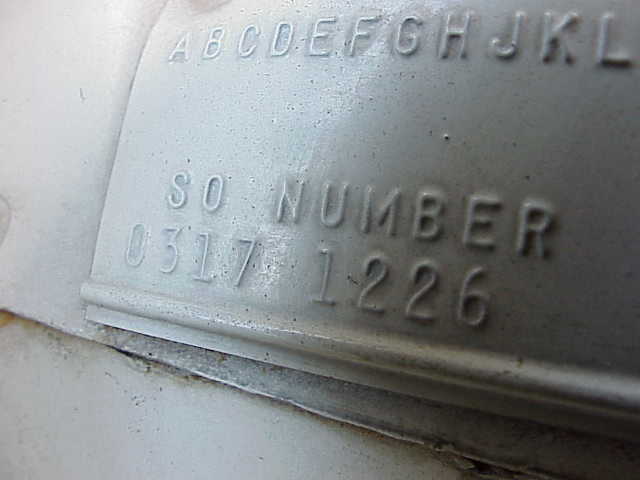 ABCDEFGHJKL
SO NUMBER
0317 1226